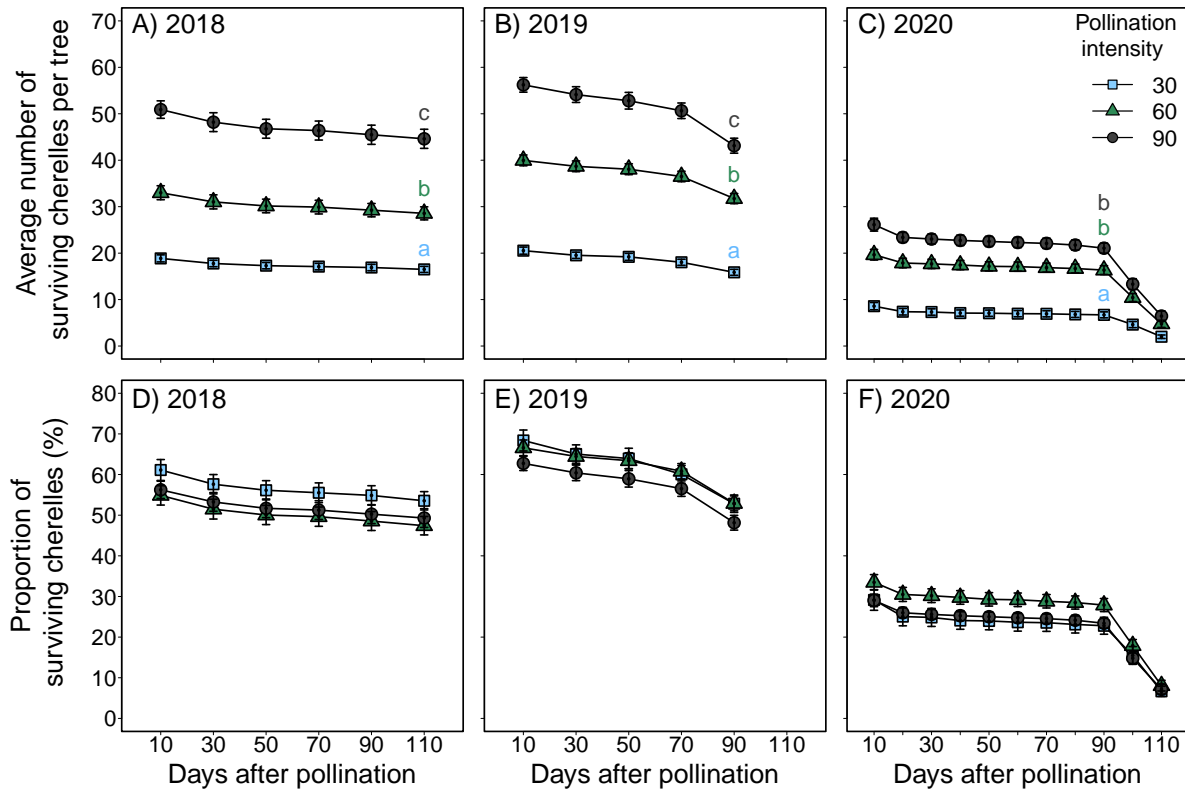 A) 2018
B) 2019
C) 2020
Pollination
intensity
30
60
90
Average number of
surviving cherelles per tree
70
60
50
40
30
20
10
0
c
b
a
c
b
a
b
b
a
D) 2018
E) 2019
F) 2020
Proportion of
surviving cherelles (%)
80
70
60
50
40
30
20
10
0
10 30 50 70 90 110
10 30 50 70 90 110
10 30 50 70 90 110
Days after pollination
Days after pollination
Days after pollination